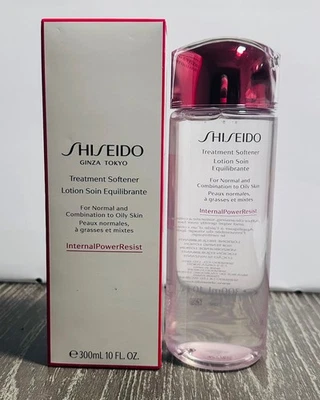 SHISEIDO
GINZA TOKYO
Treatment Softener
Lotion Soin Equilibrante
For Normal and
Combination to Oily Skin
Peaux normales,
à grasses et mixtes
InternalPowerResist
℮300mL 10 FL. OZ.
SHISEIDO
Treatment Softener
Lotion Soin
Equilibrante
For Normal and
Combination to Oily Skin
Peaux normales,
à grasses et mixtes
InternalPowerResist